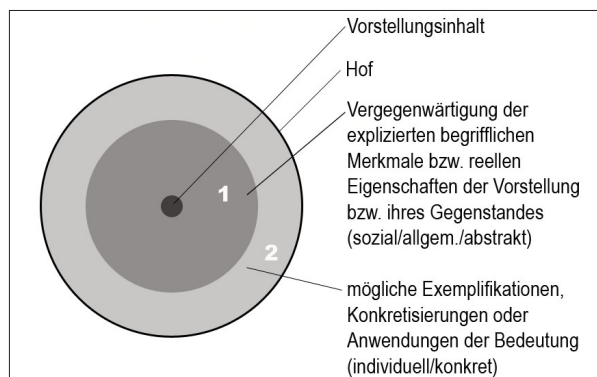 Vorstellungsinhalt
Hof
Vergegenwärtigung der
explizierten begrifflichen
Merkmale bzw. reellen
Eigenschaften der Vorstellung
bzw. ihres Gegenstandes
(sozial/allgem./abstrakt)
1
2
mögliche Exemplifikationen,
Konkretisierungen oder
Anwendungen der Bedeutung
(individuell/konkret)